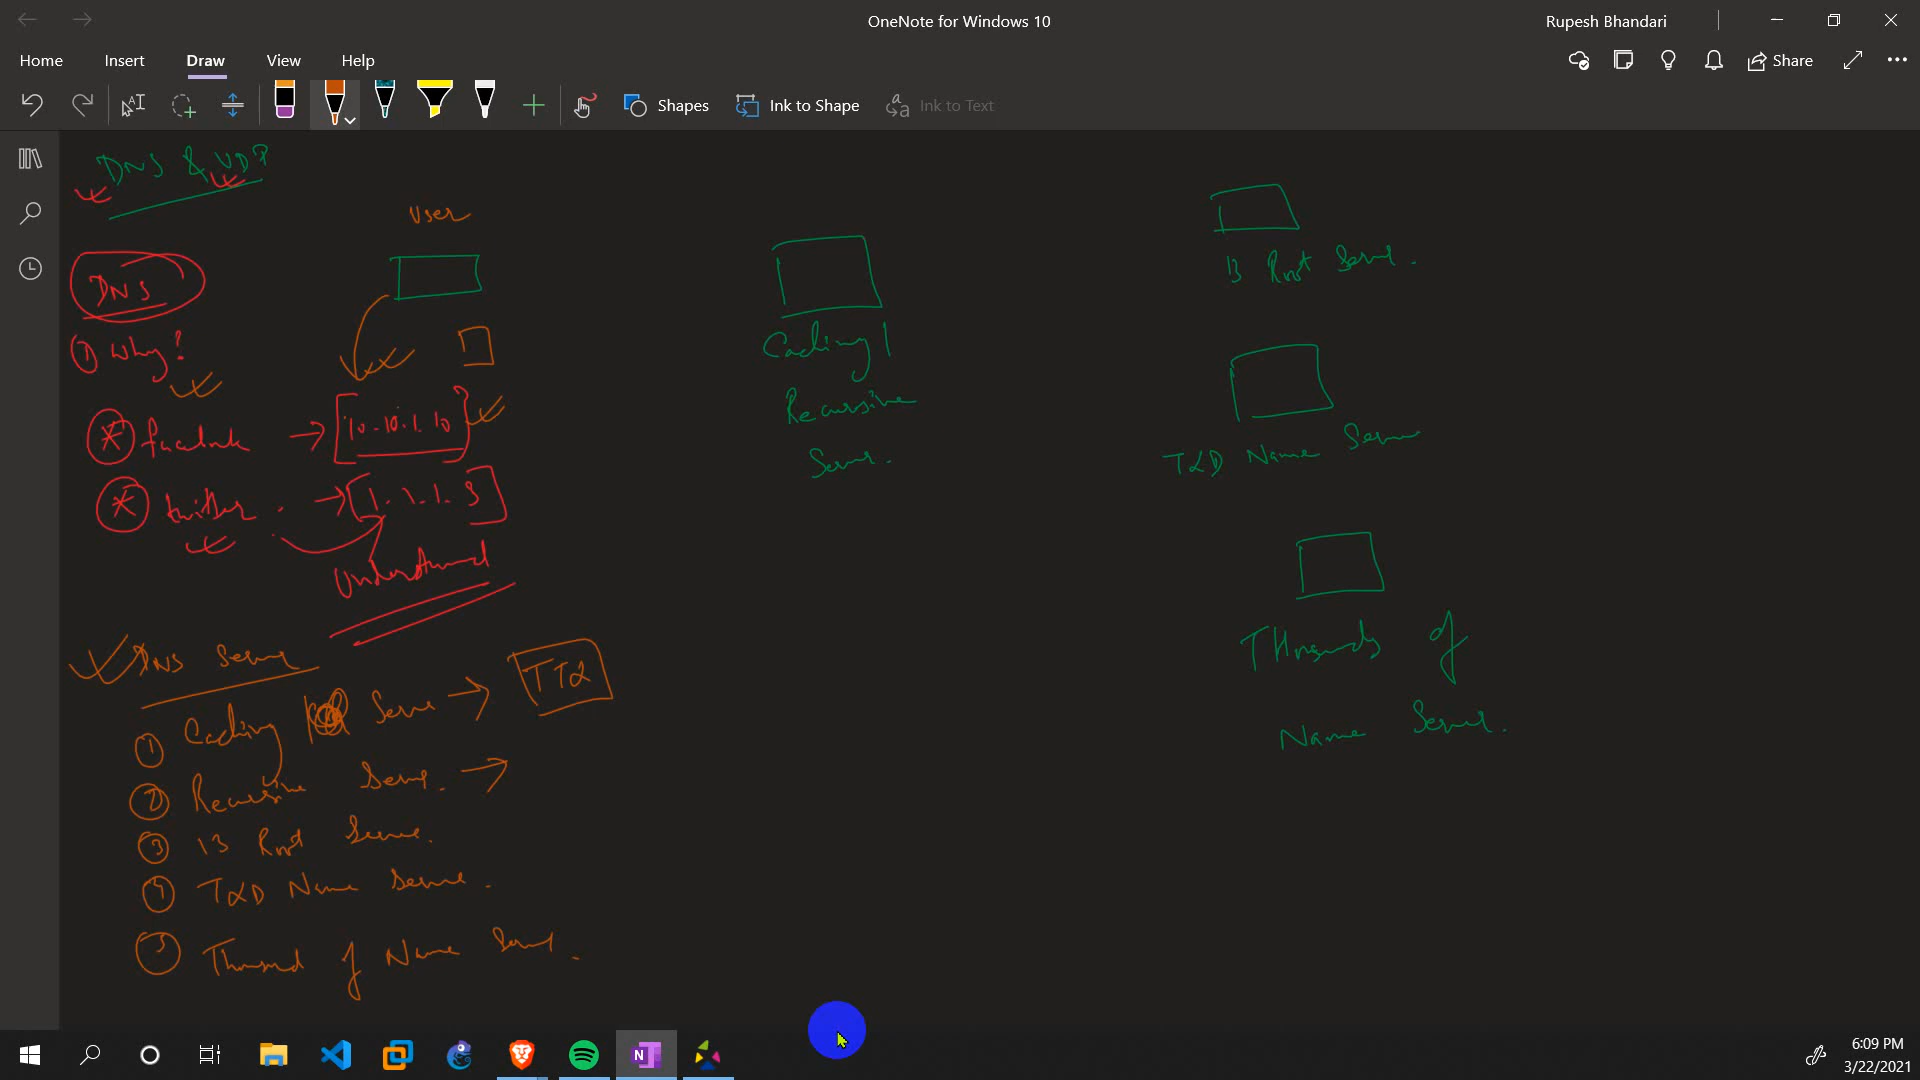 OneNote for Windows 10
Rupesh Bhandari
Home Insert Draw View Help
Share
Shapes
Ink to Shape
Ink to Text
DNS & UDP
DNS
① Why?
facebook → [10.10.1.10]
twitter. → [1.1.1.3]
Understand
User
DNS Server
① Caching Server → TTL
② Recursive Server. →
③ 13 Root Server.
④ TLD Name Server.
⑤ Thousand of Name Server.
Caching /
Recursive
Server.
13 Root Server.
TLD Name Server
THousands of
Name Server.
6:09 PM
3/22/2021